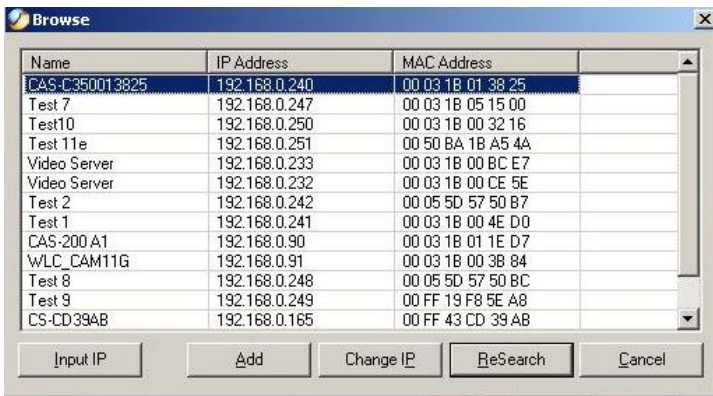 Browse
Name IP Address MAC Address
CAS-C350013825 192.168.0.240 00 03 1B 01 38 25
Test 7 192.168.0.247 00 03 1B 05 15 00
Test10 192.168.0.250 00 03 1B 00 32 16
Test 11e 192.168.0.251 00 50 BA 1B A5 4A
Video Server 192.168.0.233 00 03 1B 00 BC E7
Video Server 192.168.0.232 00 03 1B 00 CE 5E
Test 2 192.168.0.242 00 05 5D 57 50 B7
Test 1 192.168.0.241 00 03 1B 00 4E D0
CAS-200 A1 192.168.0.90 00 03 1B 01 1E D7
WLC_CAM11G 192.168.0.91 00 03 1B 00 3B 84
Test 8 192.168.0.248 00 05 5D 57 50 BC
Test 9 192.168.0.249 00 FF 19 F8 5E A8
CS-CD39AB 192.168.0.165 00 FF 43 CD 39 AB
Input IP Add Change IP ReSearch Cancel